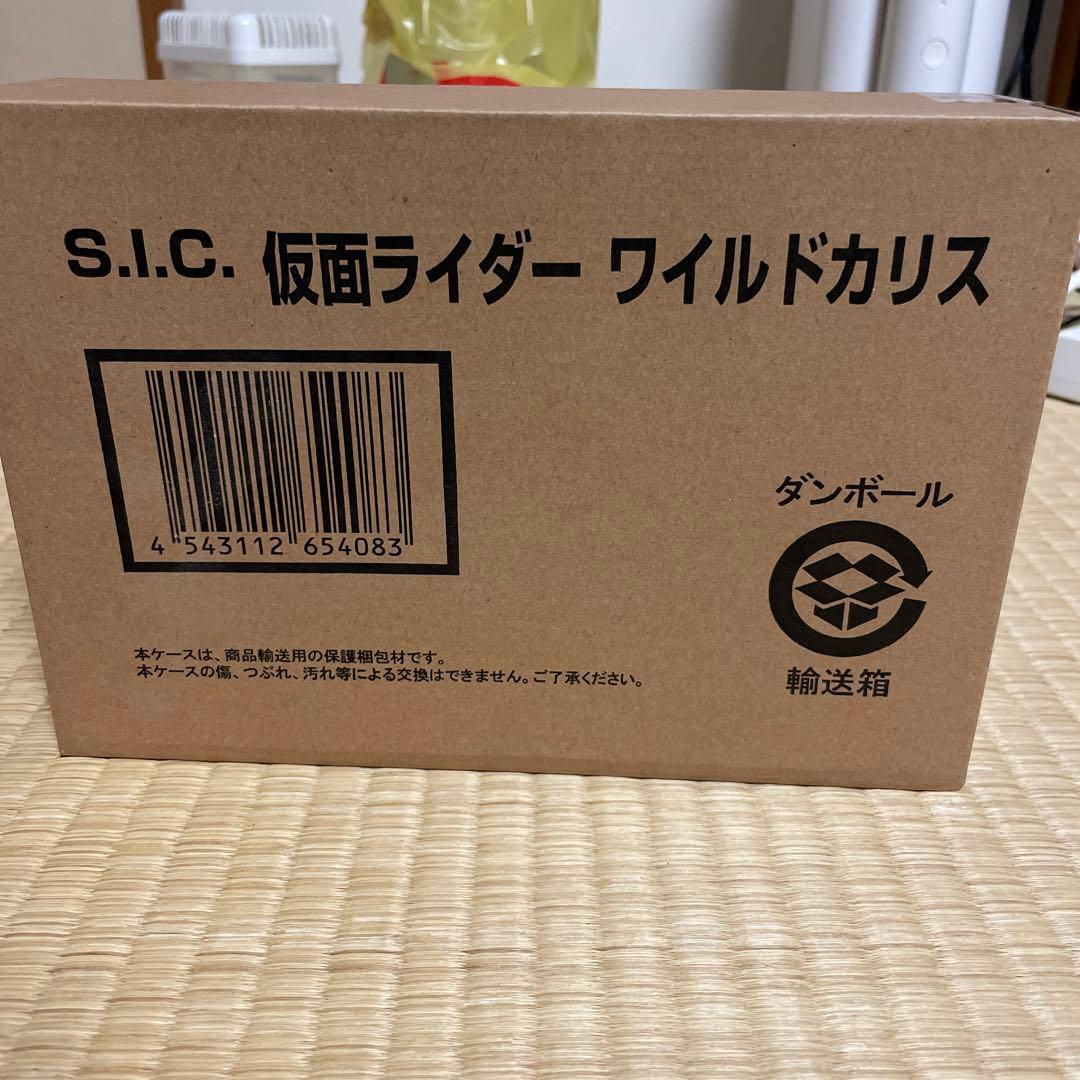 S.I.C. 仮面ライダー ワイルドカリス
4 543112 654083
ダンボール
輸送箱
本ケースは、商品輸送用の保護梱包材です。
本ケースの傷、つぶれ、汚れ等による交換はできません。ご了承ください。